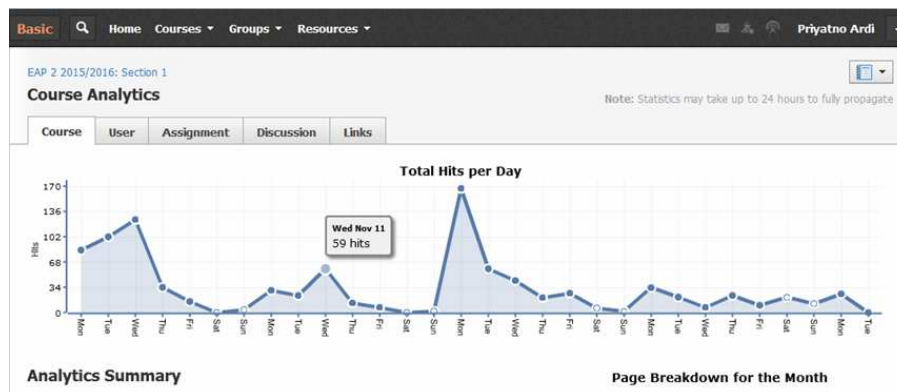 Basic Home Courses Groups Resources Priyatno Ardi
EAP 2 2015/2016: Section 1
Course Analytics
Note: Statistics may take up to 24 hours to fully propagate
Course User Assignment Discussion Links
Total Hits per Day
170
136
102
68
34
0
Hits
Wed Nov 11
59 hits
Mon Tue Wed Thu Fri Sat Sun Mon Tue Wed Thu Fri Sat Sun Mon Tue Wed Thu Fri Sat Sun Mon Tue Wed Thu Fri Sat Sun Mon Tue
Analytics Summary
Page Breakdown for the Month